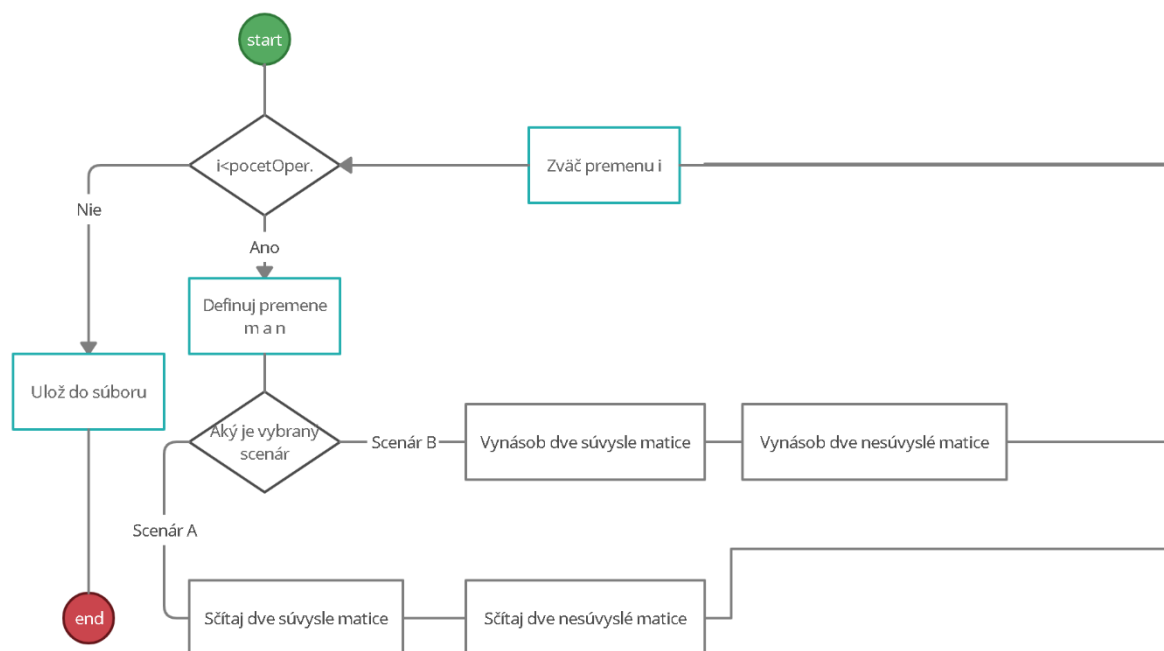 start
i<pocetOper.
Zväč premenu i
Nie
Ano
Definuj premene
m a n
Ulož do súboru
Aký je vybraný
scenár
Scenár B
Vynásob dve súvysle matice
Vynásob dve nesúvyslé matice
Scenár A
end
Sčítaj dve súvysle matice
Sčítaj dve nesúvyslé matice